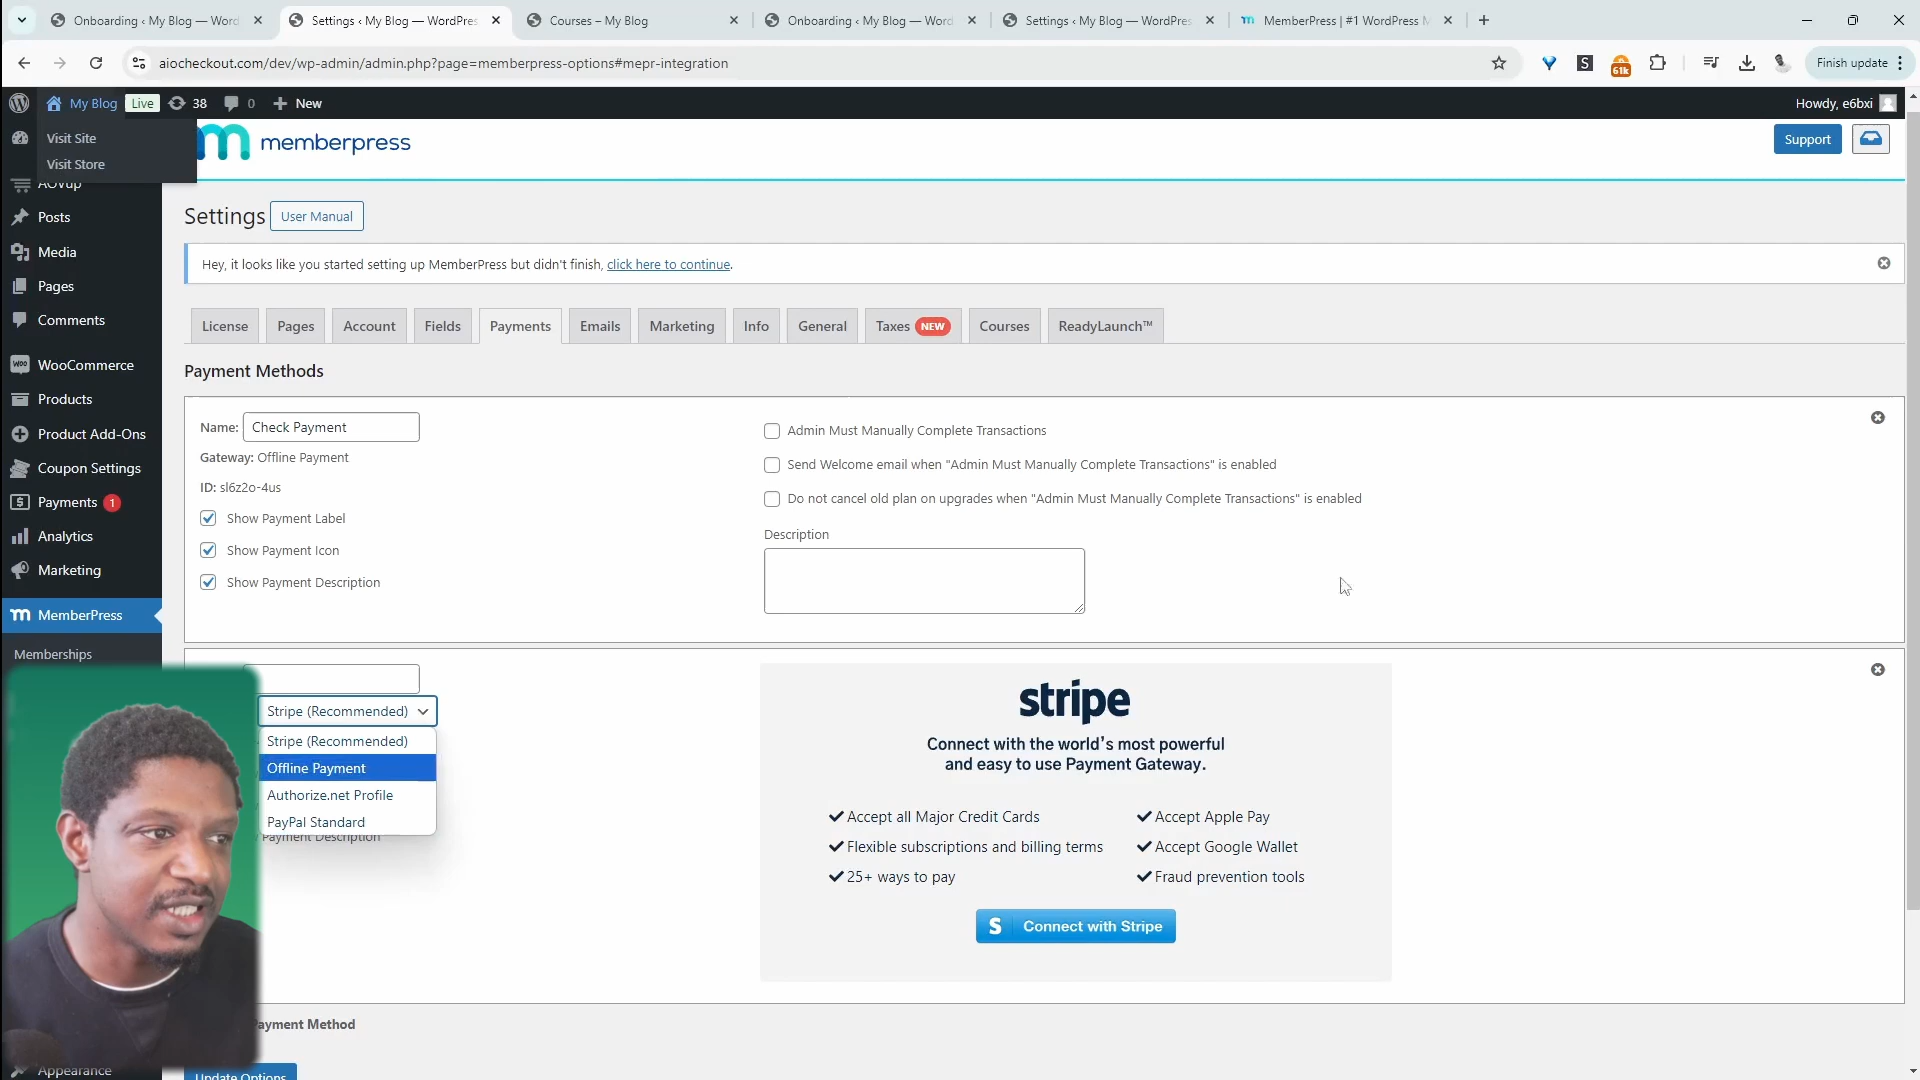 Onboarding ‹ My Blog — Word
Settings ‹ My Blog — WordPres
Courses – My Blog
Onboarding ‹ My Blog — Word
Settings ‹ My Blog — WordPres
MemberPress | #1 WordPress M
aiocheckout.com/dev/wp-admin/admin.php?page=memberpress-options#mepr-integration
S
61k
Finish update
My Blog
Live
38
0
New
Howdy, e6bxi
Visit Site
Visit Store
memberpress
Support
AOVup
Posts
Media
Pages
Comments
WooCommerce
Products
Product Add-Ons
Coupon Settings
Payments 1
Analytics
Marketing
MemberPress
Memberships
Appearance
Settings
User Manual
Hey, it looks like you started setting up MemberPress but didn't finish, click here to continue.
License
Pages
Account
Fields
Payments
Emails
Marketing
Info
General
Taxes NEW
Courses
ReadyLaunch™
Payment Methods
Name: Check Payment
Gateway: Offline Payment
ID: sl6z2o-4us
Show Payment Label
Show Payment Icon
Show Payment Description
Admin Must Manually Complete Transactions
Send Welcome email when "Admin Must Manually Complete Transactions" is enabled
Do not cancel old plan on upgrades when "Admin Must Manually Complete Transactions" is enabled
Description
Stripe (Recommended)
Stripe (Recommended)
Offline Payment
Authorize.net Profile
PayPal Standard
Payment Description
stripe
Connect with the world's most powerful
and easy to use Payment Gateway.
Accept all Major Credit Cards
Accept Apple Pay
Flexible subscriptions and billing terms
Accept Google Wallet
25+ ways to pay
Fraud prevention tools
S Connect with Stripe
Payment Method
Update Options